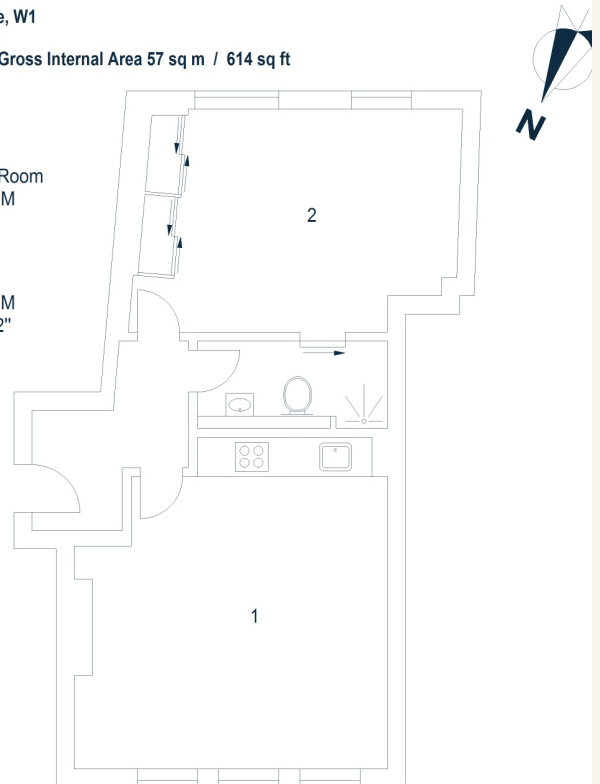 e, W1
Gross Internal Area 57 sq m / 614 sq ft
N
Room
M
2
M
2"
1